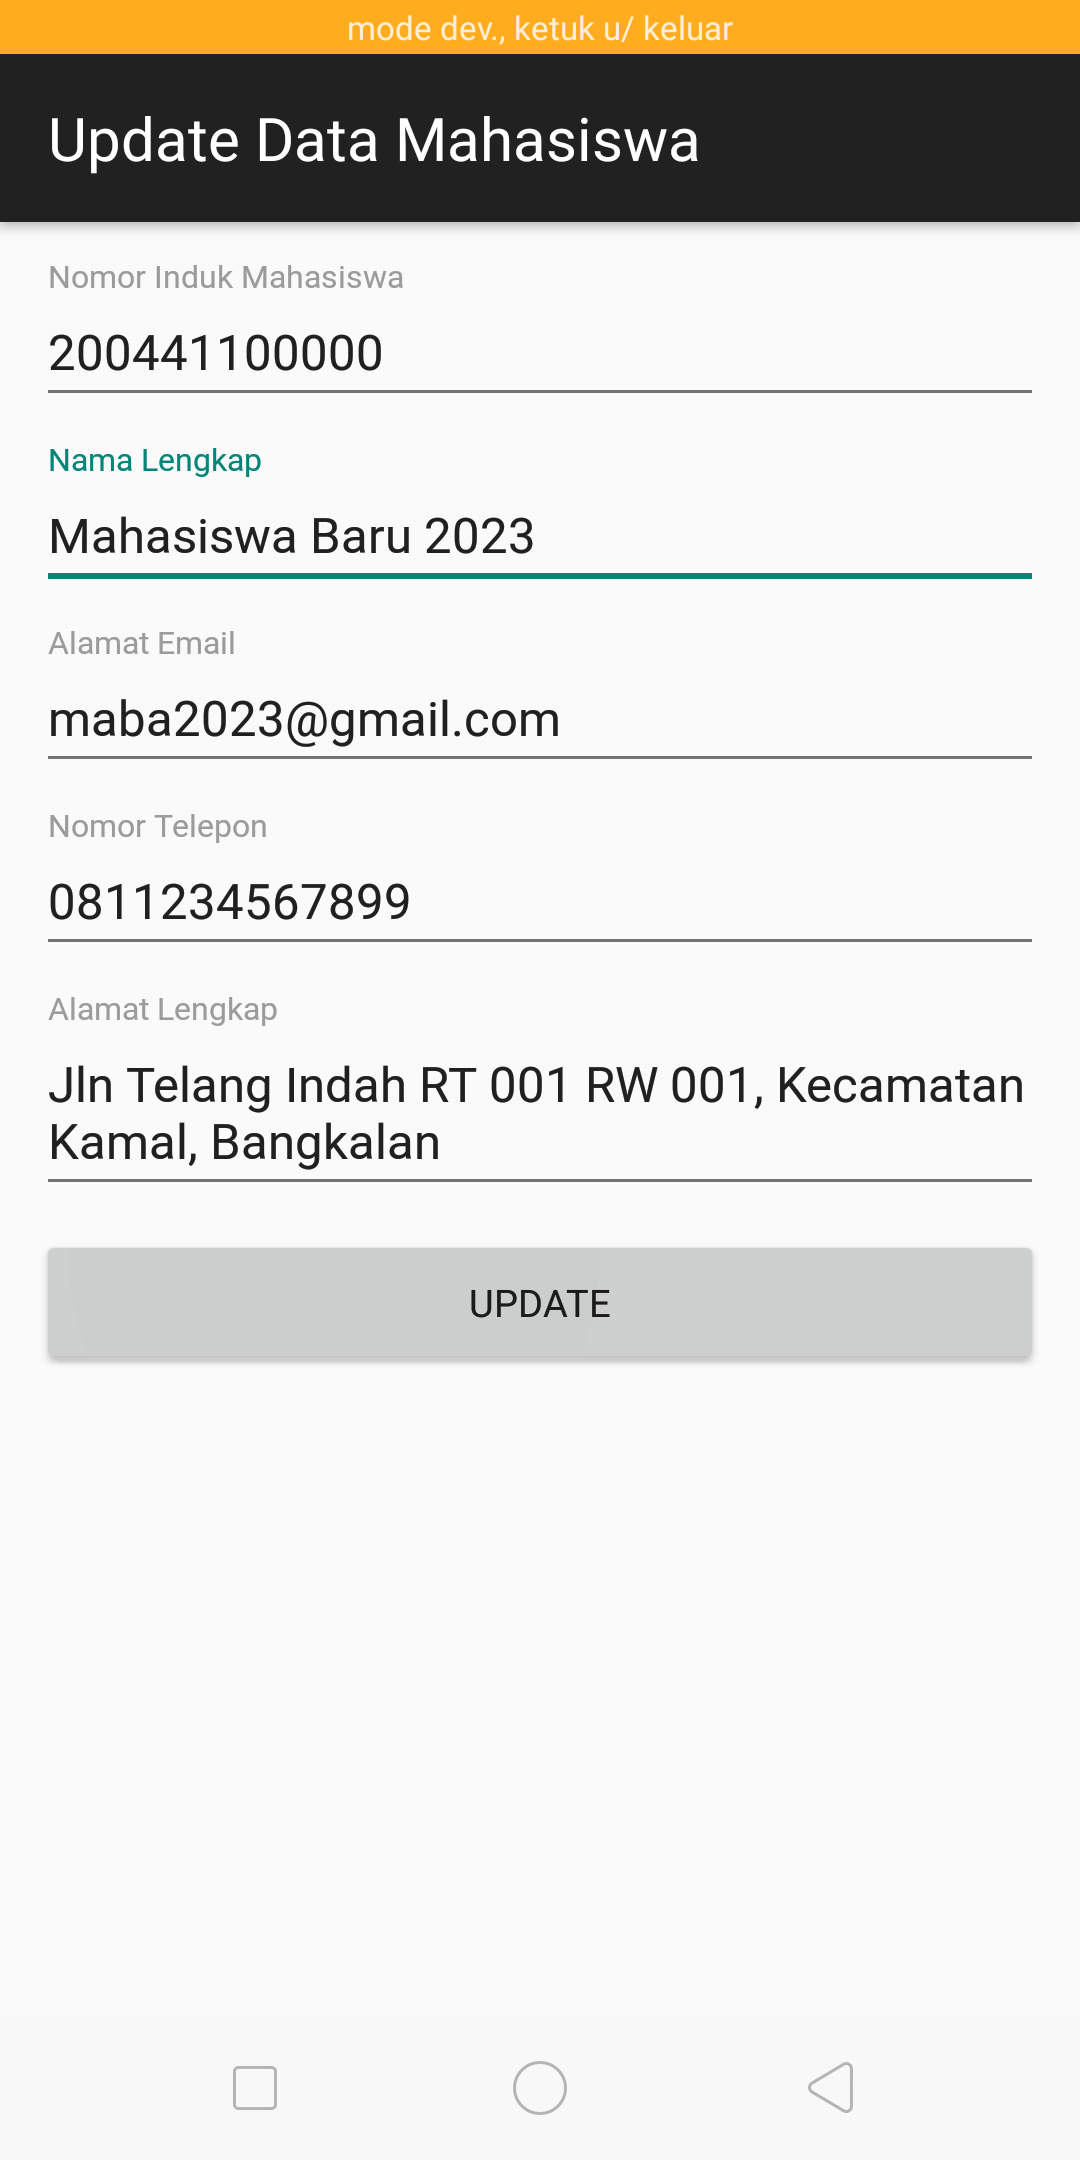 mode dev., ketuk u/ keluar
Update Data Mahasiswa
Nomor Induk Mahasiswa
200441100000
Nama Lengkap
Mahasiswa Baru 2023
Alamat Email
maba2023@gmail.com
Nomor Telepon
0811234567899
Alamat Lengkap
Jln Telang Indah RT 001 RW 001, Kecamatan
Kamal, Bangkalan
UPDATE